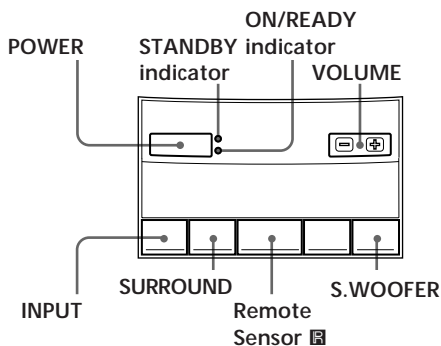 ON/READY
POWER STANDBY indicator
indicator VOLUME
− +
SURROUND S.WOOFER
INPUT Remote
Sensor R